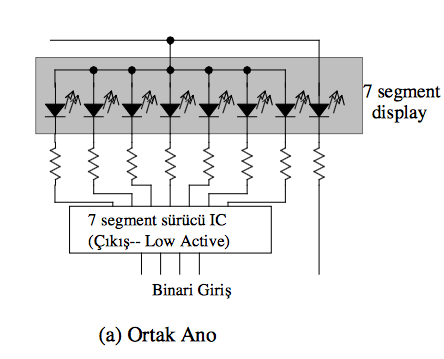 7 segment
display
7 segment sürücü IC
(Çıkış-- Low Active)
Binari Giriş
(a) Ortak Ano